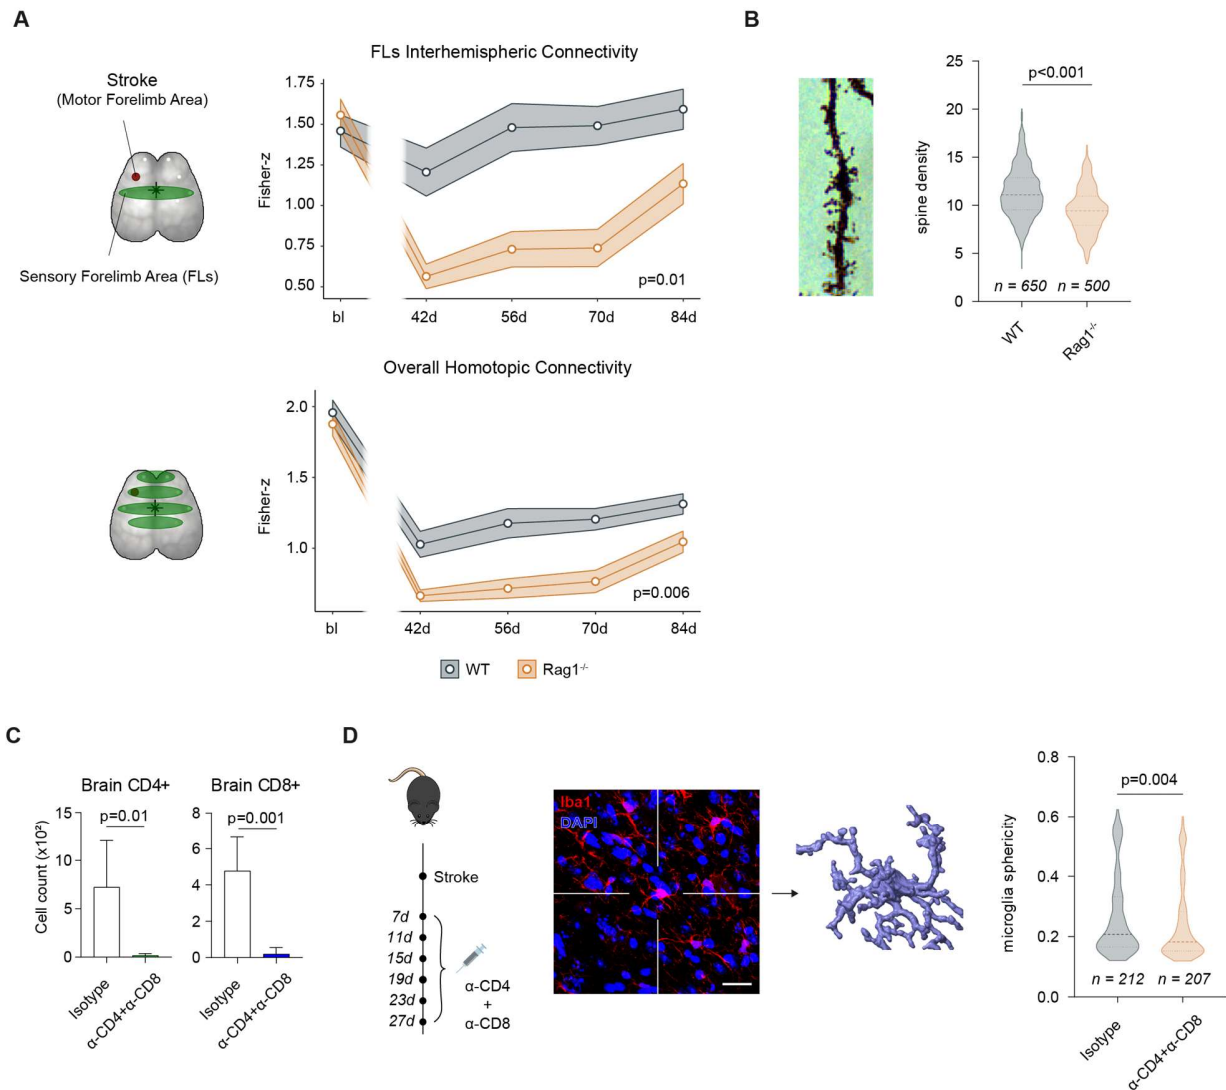 A
FLs Interhemispheric Connectivity
Stroke
(Motor Forelimb Area)
Sensory Forelimb Area (FLs)
Fisher-z
1.75
1.50
1.25
1.00
0.75
0.50
p=0.01
bl 42d 56d 70d 84d
Overall Homotopic Connectivity
Fisher-z
2.0
1.5
1.0
p=0.006
bl 42d 56d 70d 84d
WT Rag1-/-
B
spine density
25
20
15
10
5
0
p<0.001
n = 650 n = 500
WT Rag1-/-
C
Brain CD4+
Cell count (x10²)
15
10
5
0
p=0.01
Isotype α-CD4+α-CD8
Brain CD8+
8
6
4
2
0
p=0.001
Isotype α-CD4+α-CD8
D
Stroke
7d
11d
15d
19d
23d
27d
α-CD4
+
α-CD8
Iba1
DAPI
microglia sphericity
0.8
0.6
0.4
0.2
0.0
p=0.004
n = 212 n = 207
Isotype α-CD4+α-CD8